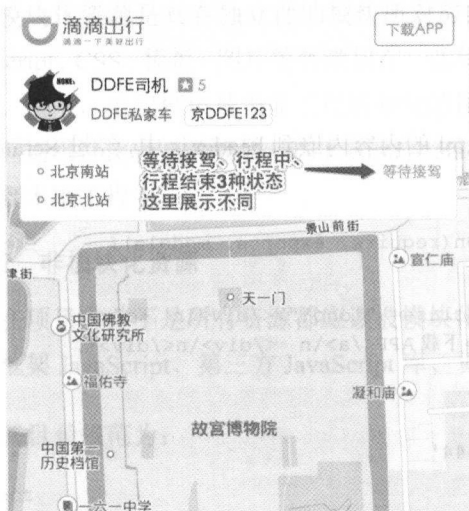 滴滴出行
滴滴一下 美好出行
下载APP
HOME:
DDFE司机 5
DDFE私家车 京DDFE123
北京南站
北京北站
等待接驾、行程中、
行程结束3种状态
这里展示不同
等待接驾
景山前街
津街
宣仁庙
天一门
中国佛教
文化研究所
福佑寺
凝和庙
故宫博物院
中国第一
历史档馆
一六一中学